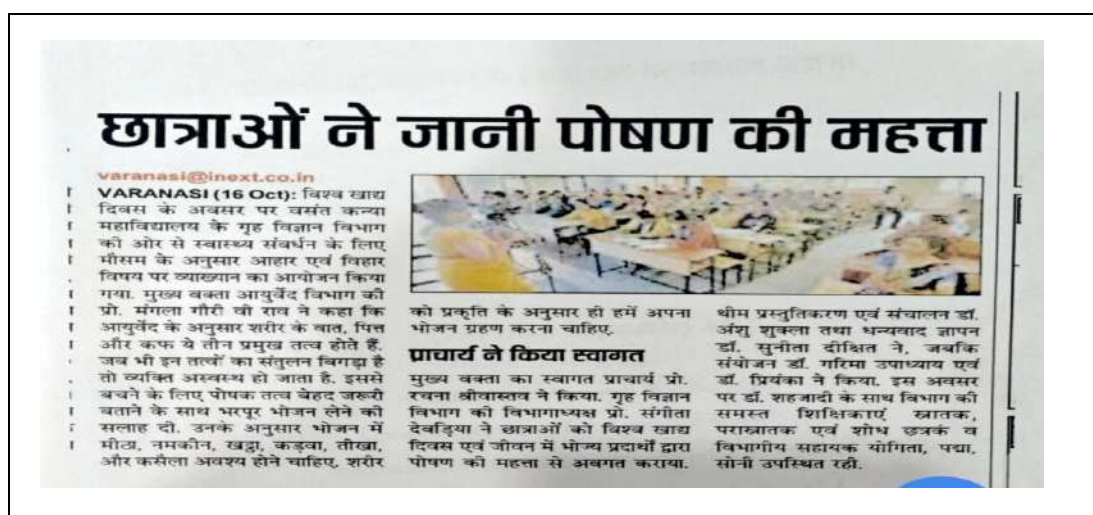 छात्राओं ने जानी पोषण की महत्ता
varanasi@inext.co.in
VARANASI (16 Oct): विश्व खाद्य
दिवस के अवसर पर वसंत कन्या
महाविद्यालय के गृह विज्ञान विभाग
की ओर से स्वास्थ्य संवर्धन के लिए
मौसम के अनुसार आहार एवं विहार
विषय पर व्याख्यान का आयोजन किया
गया. मुख्य वक्ता आयुर्वेद विभाग की
प्रो. मंगला गौरी वी राव ने कहा कि
आयुर्वेद के अनुसार शरीर के वात, पित्त
और कफ ये तीन प्रमुख तत्व होते हैं.
जब भी इन तत्वों का संतुलन बिगड़ा है
तो व्यक्ति अस्वस्थ हो जाता है. इससे
बचने के लिए पोषक तत्व बेहद जरूरी
बताने के साथ भरपूर भोजन लेने की
सलाह दी. उनके अनुसार भोजन में
मीठा, नमकीन, खट्टा, कड़वा, तीखा,
और कसैला अवश्य होने चाहिए. शरीर
को प्रकृति के अनुसार ही हमें अपना
भोजन ग्रहण करना चाहिए.
प्राचार्य ने किया स्वागत
मुख्य वक्ता का स्वागत प्राचार्य प्रो.
रचना श्रीवास्तव ने किया. गृह विज्ञान
विभाग की विभागाध्यक्ष प्रो. संगीता
देवड़िया ने छात्राओं को विश्व खाद्य
दिवस एवं जीवन में भोज्य प्रदार्थों द्वारा
पोषण की महत्ता से अवगत कराया.
थीम प्रस्तुतिकरण एवं संचालन डॉ.
अंशु शुक्ला तथा धन्यवाद ज्ञापन
डॉ. सुनीता दीक्षित ने, जबकि
संयोजन डॉ. गरिमा उपाध्याय एवं
डॉ. प्रियंका ने किया. इस अवसर
पर डॉ. शहजादी के साथ विभाग की
समस्त शिक्षिकाएं स्नातक,
परास्नातक एवं शोध छत्रकं व
विभागीय सहायक योगिता, पद्मा,
सोनी उपस्थित रही.